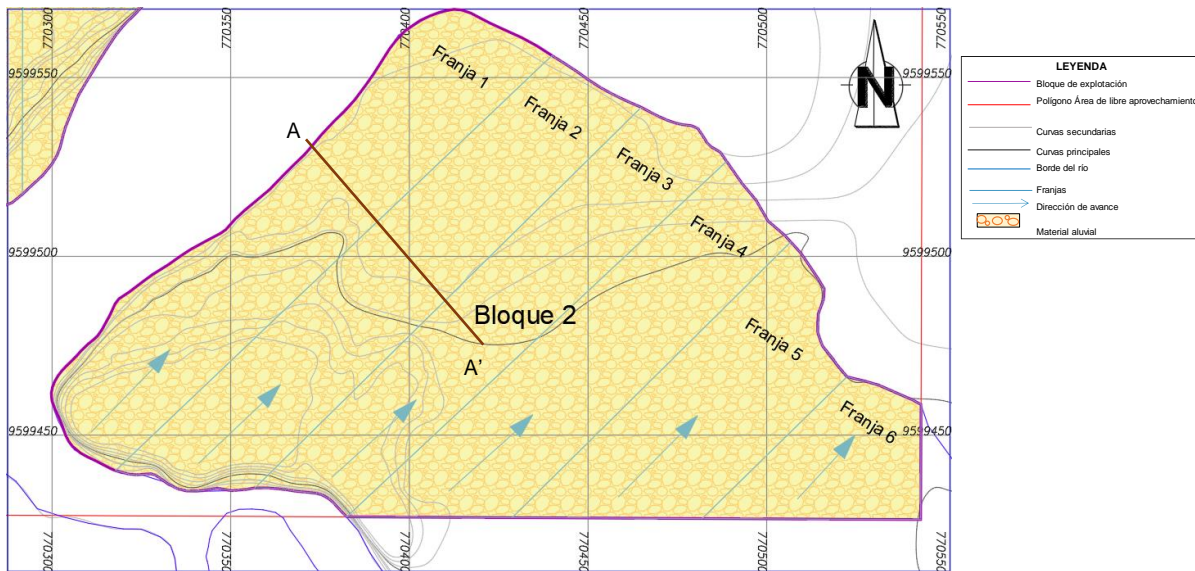 770300
770350
770400
770450
770500
770550
9599550
9599550
Franja 1
Franja 2
Franja 3
Franja 4
Franja 5
Franja 6
N
A
A’
Bloque 2
9599500
9599500
9599450
9599450
770300
770350
770400
770450
770500
770550
LEYENDA
Bloque de explotación
Polígono Área de libre aprovechamiento
Curvas secundarias
Curvas principales
Borde del río
Franjas
Dirección de avance
Material aluvial